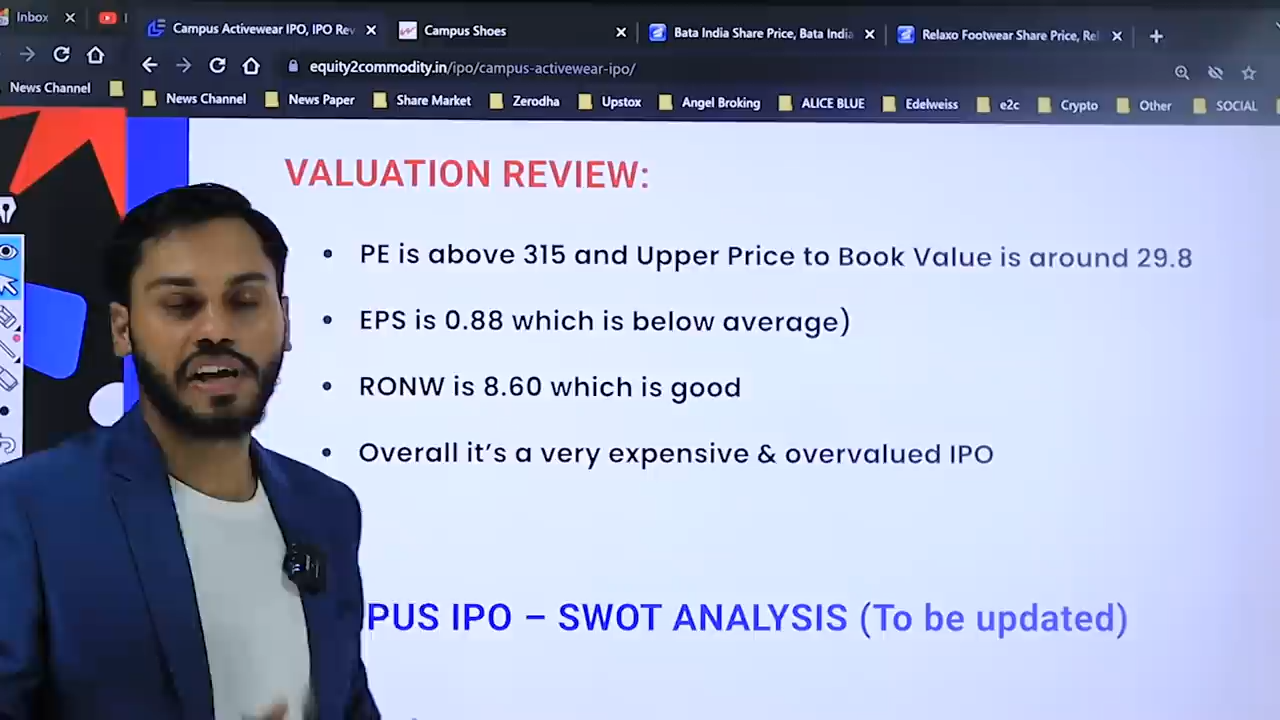 Inbox
Campus Activewear IPO, IPO Rev
Campus Shoes
Bata India Share Price, Bata India
Relaxo Footwear Share Price, Rel
equity2commodity.in/ipo/campus-activewear-ipo/
News Channel
News Channel
News Paper
Share Market
Zerodha
Upstox
Angel Broking
ALICE BLUE
Edelweiss
e2c
Crypto
Other
SOCIAL
VALUATION REVIEW:
• PE is above 315 and Upper Price to Book Value is around 29.8
• EPS is 0.88 which is below average)
• RONW is 8.60 which is good
• Overall it's a very expensive & overvalued IPO
PUS IPO – SWOT ANALYSIS (To be updated)